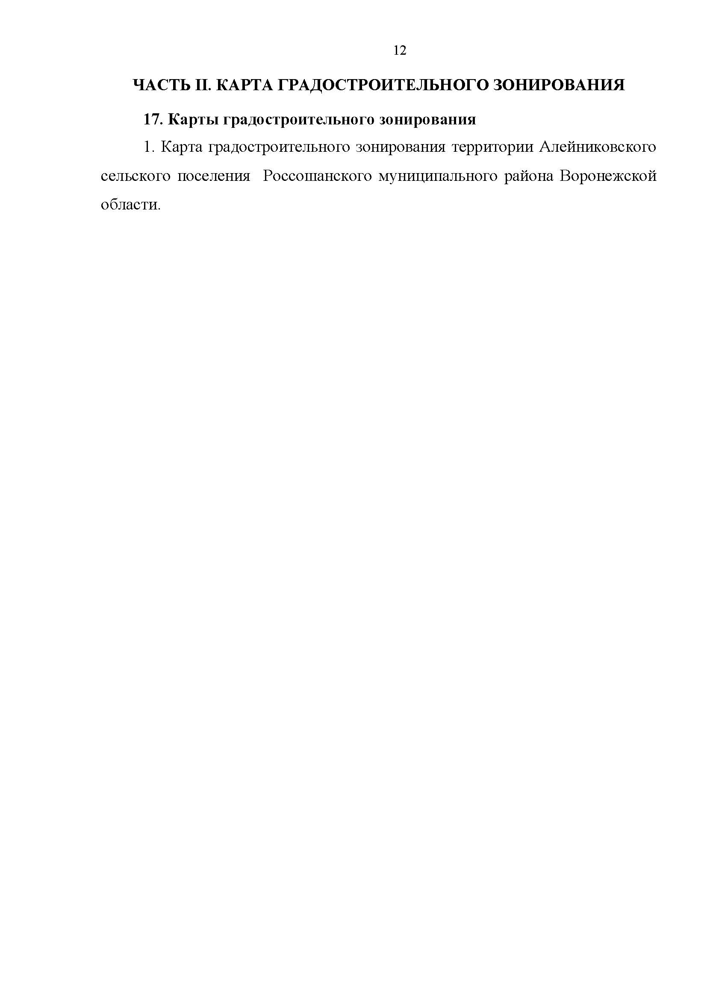 12
ЧАСТЬ II. КАРТА ГРАДОСТРОИТЕЛЬНОГО ЗОНИРОВАНИЯ
17. Карты градостроительного зонирования
1. Карта градостроительного зонирования территории Алейниковского
сельского поселения Россошанского муниципального района Воронежской
области.